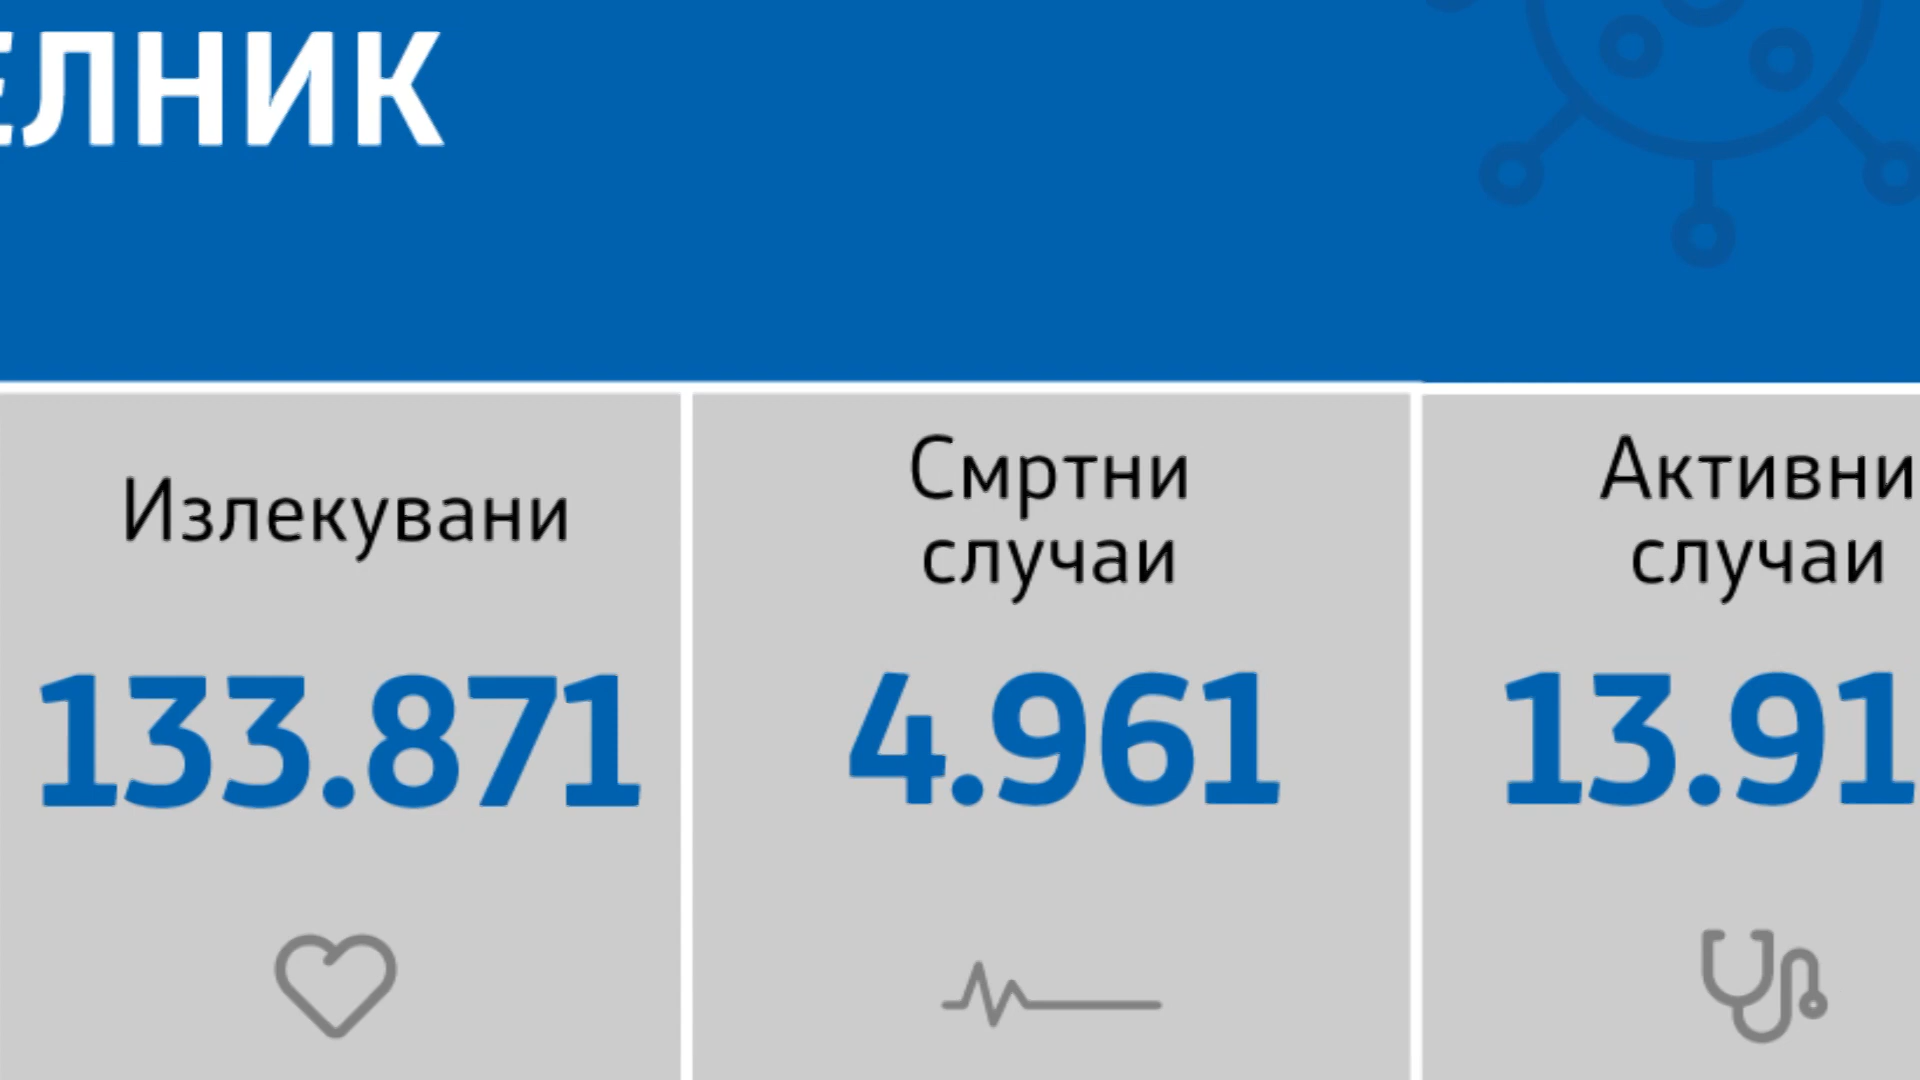 ЕЛНИК
Излекувани
Смртни
случаи
Активни
случаи
133.871
4.961
13.91